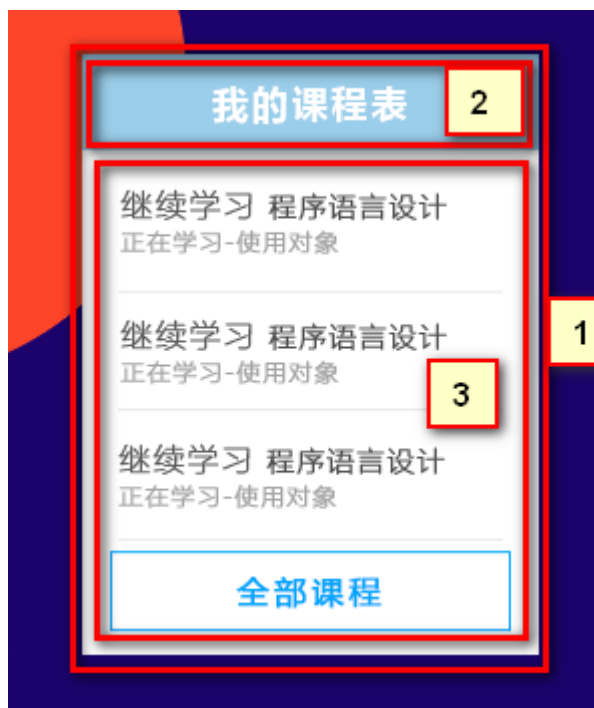 我的课程表
2
继续学习 程序语言设计
正在学习-使用对象
继续学习 程序语言设计
1
正在学习-使用对象
3
继续学习 程序语言设计
正在学习-使用对象
全部课程